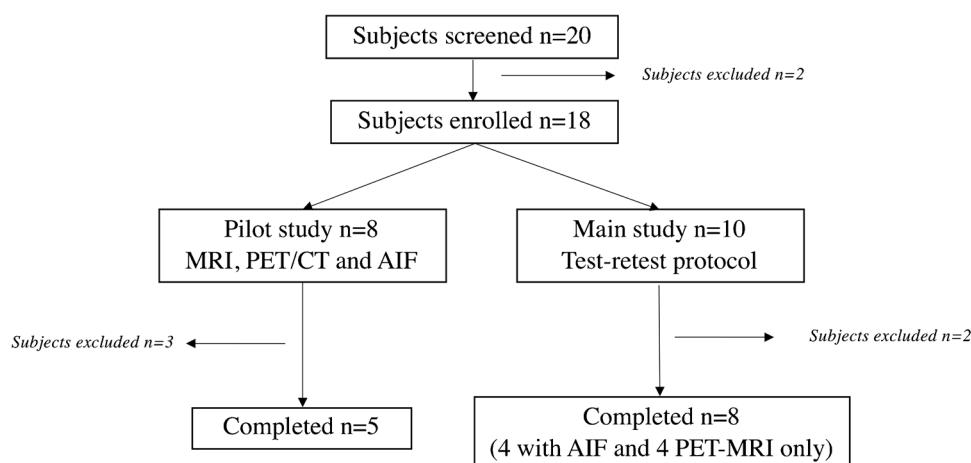 Subjects screened n=20
Subjects excluded n=2
Subjects enrolled n=18
Pilot study n=8
MRI, PET/CT and AIF
Main study n=10
Test-retest protocol
Subjects excluded n=3
Subjects excluded n=2
Completed n=5
Completed n=8
(4 with AIF and 4 PET-MRI only)